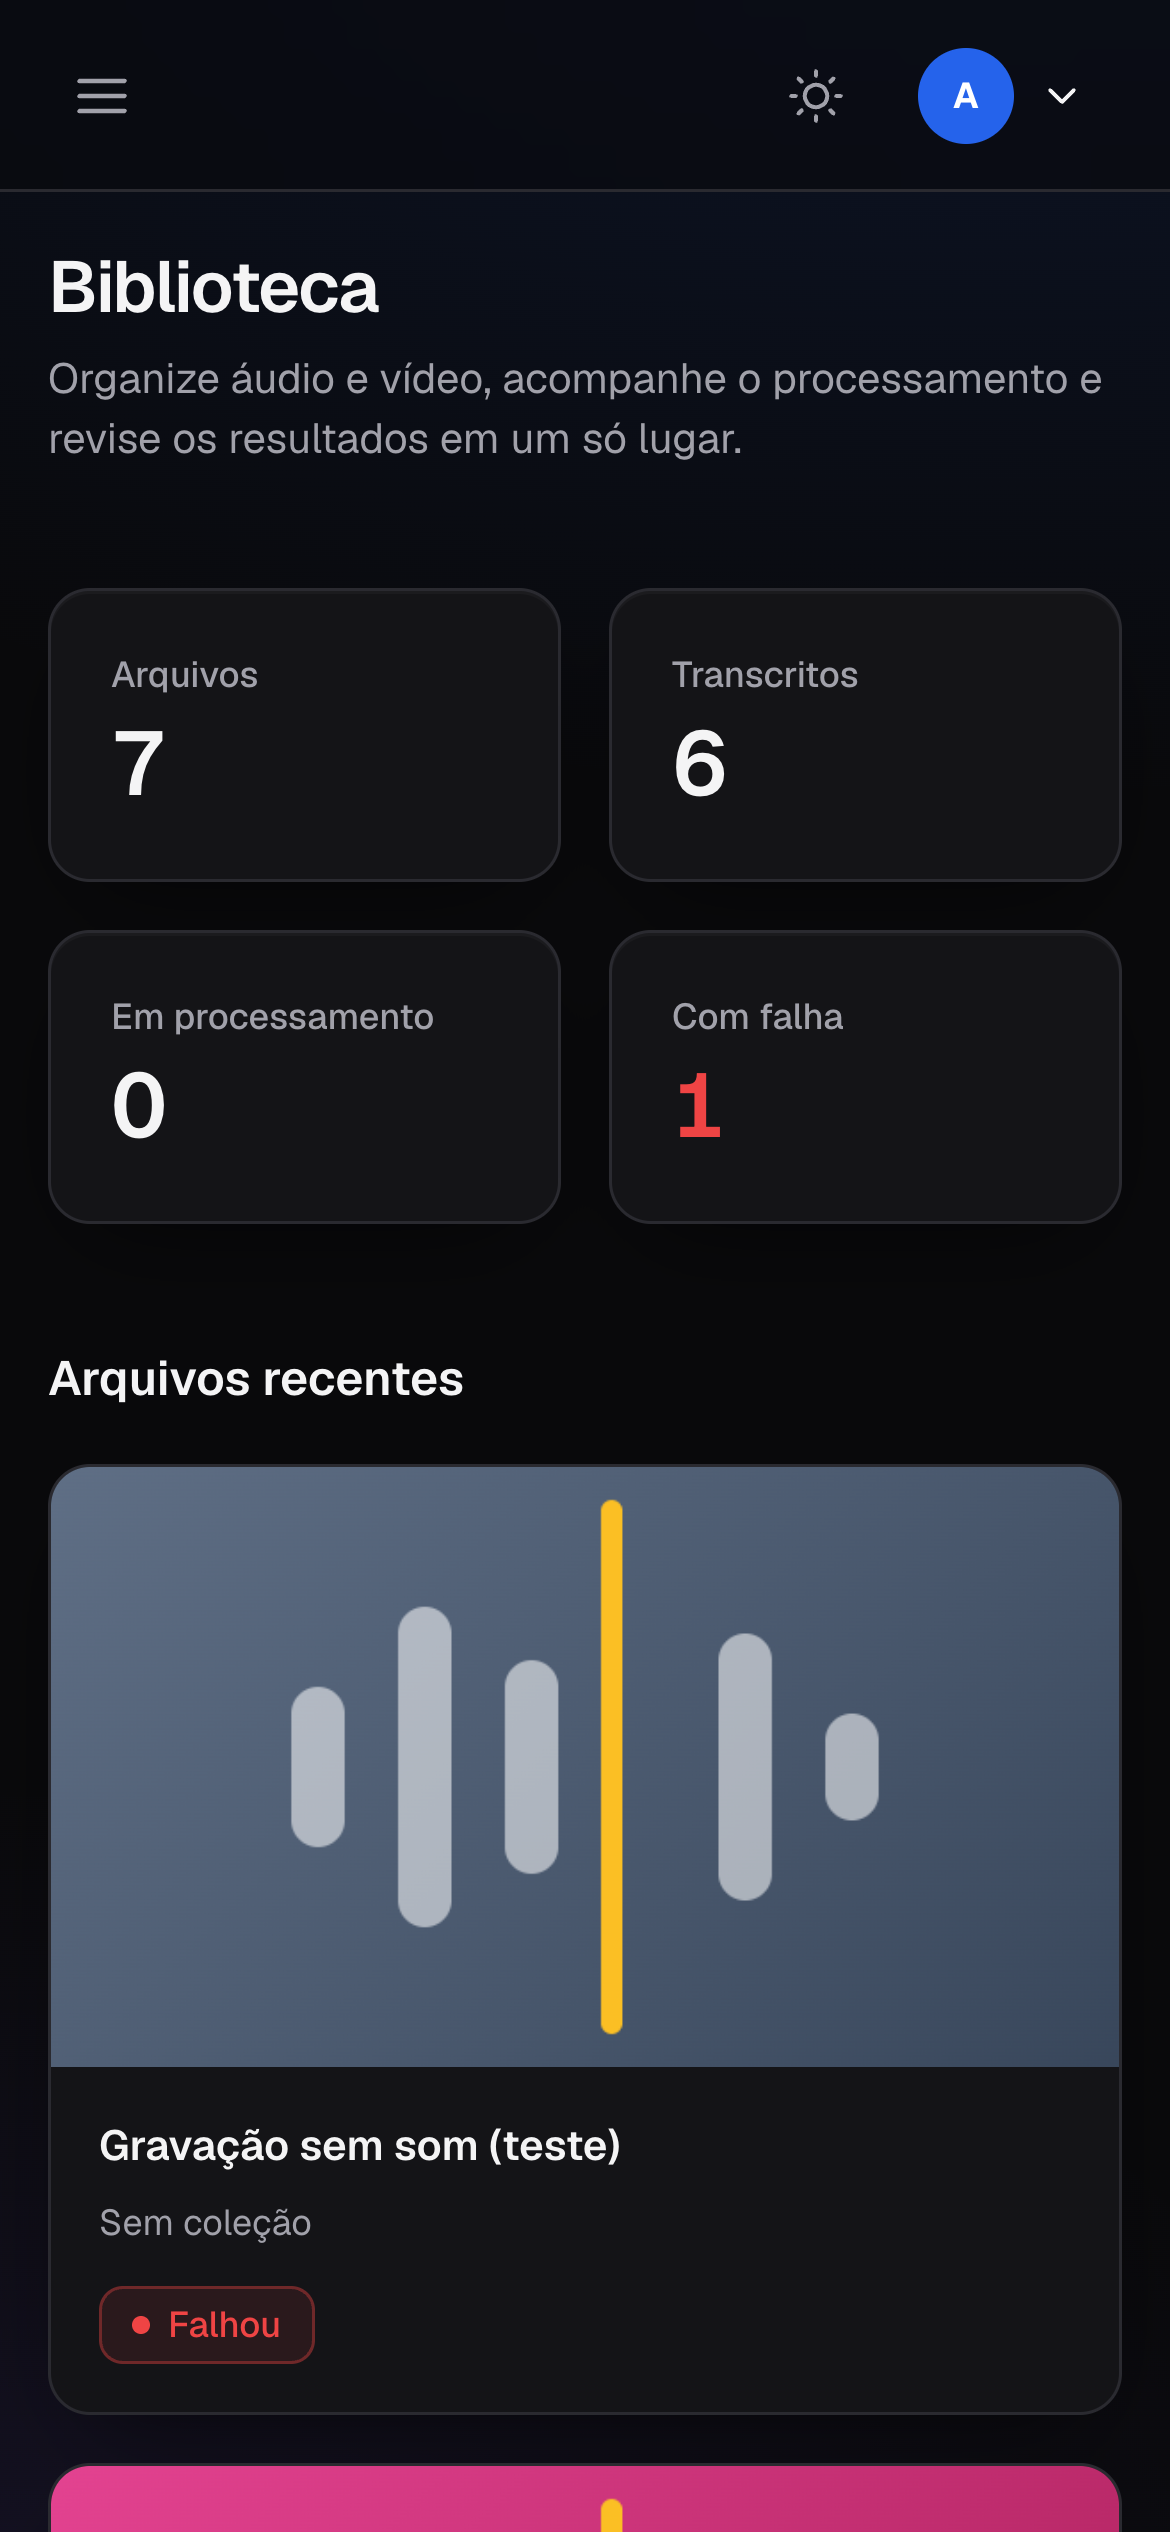 A
Biblioteca
Organize áudio e vídeo, acompanhe o processamento e
revise os resultados em um só lugar.
Arquivos
7
Transcritos
6
Em processamento
0
Com falha
1
Arquivos recentes
Gravação sem som (teste)
Sem coleção
Falhou